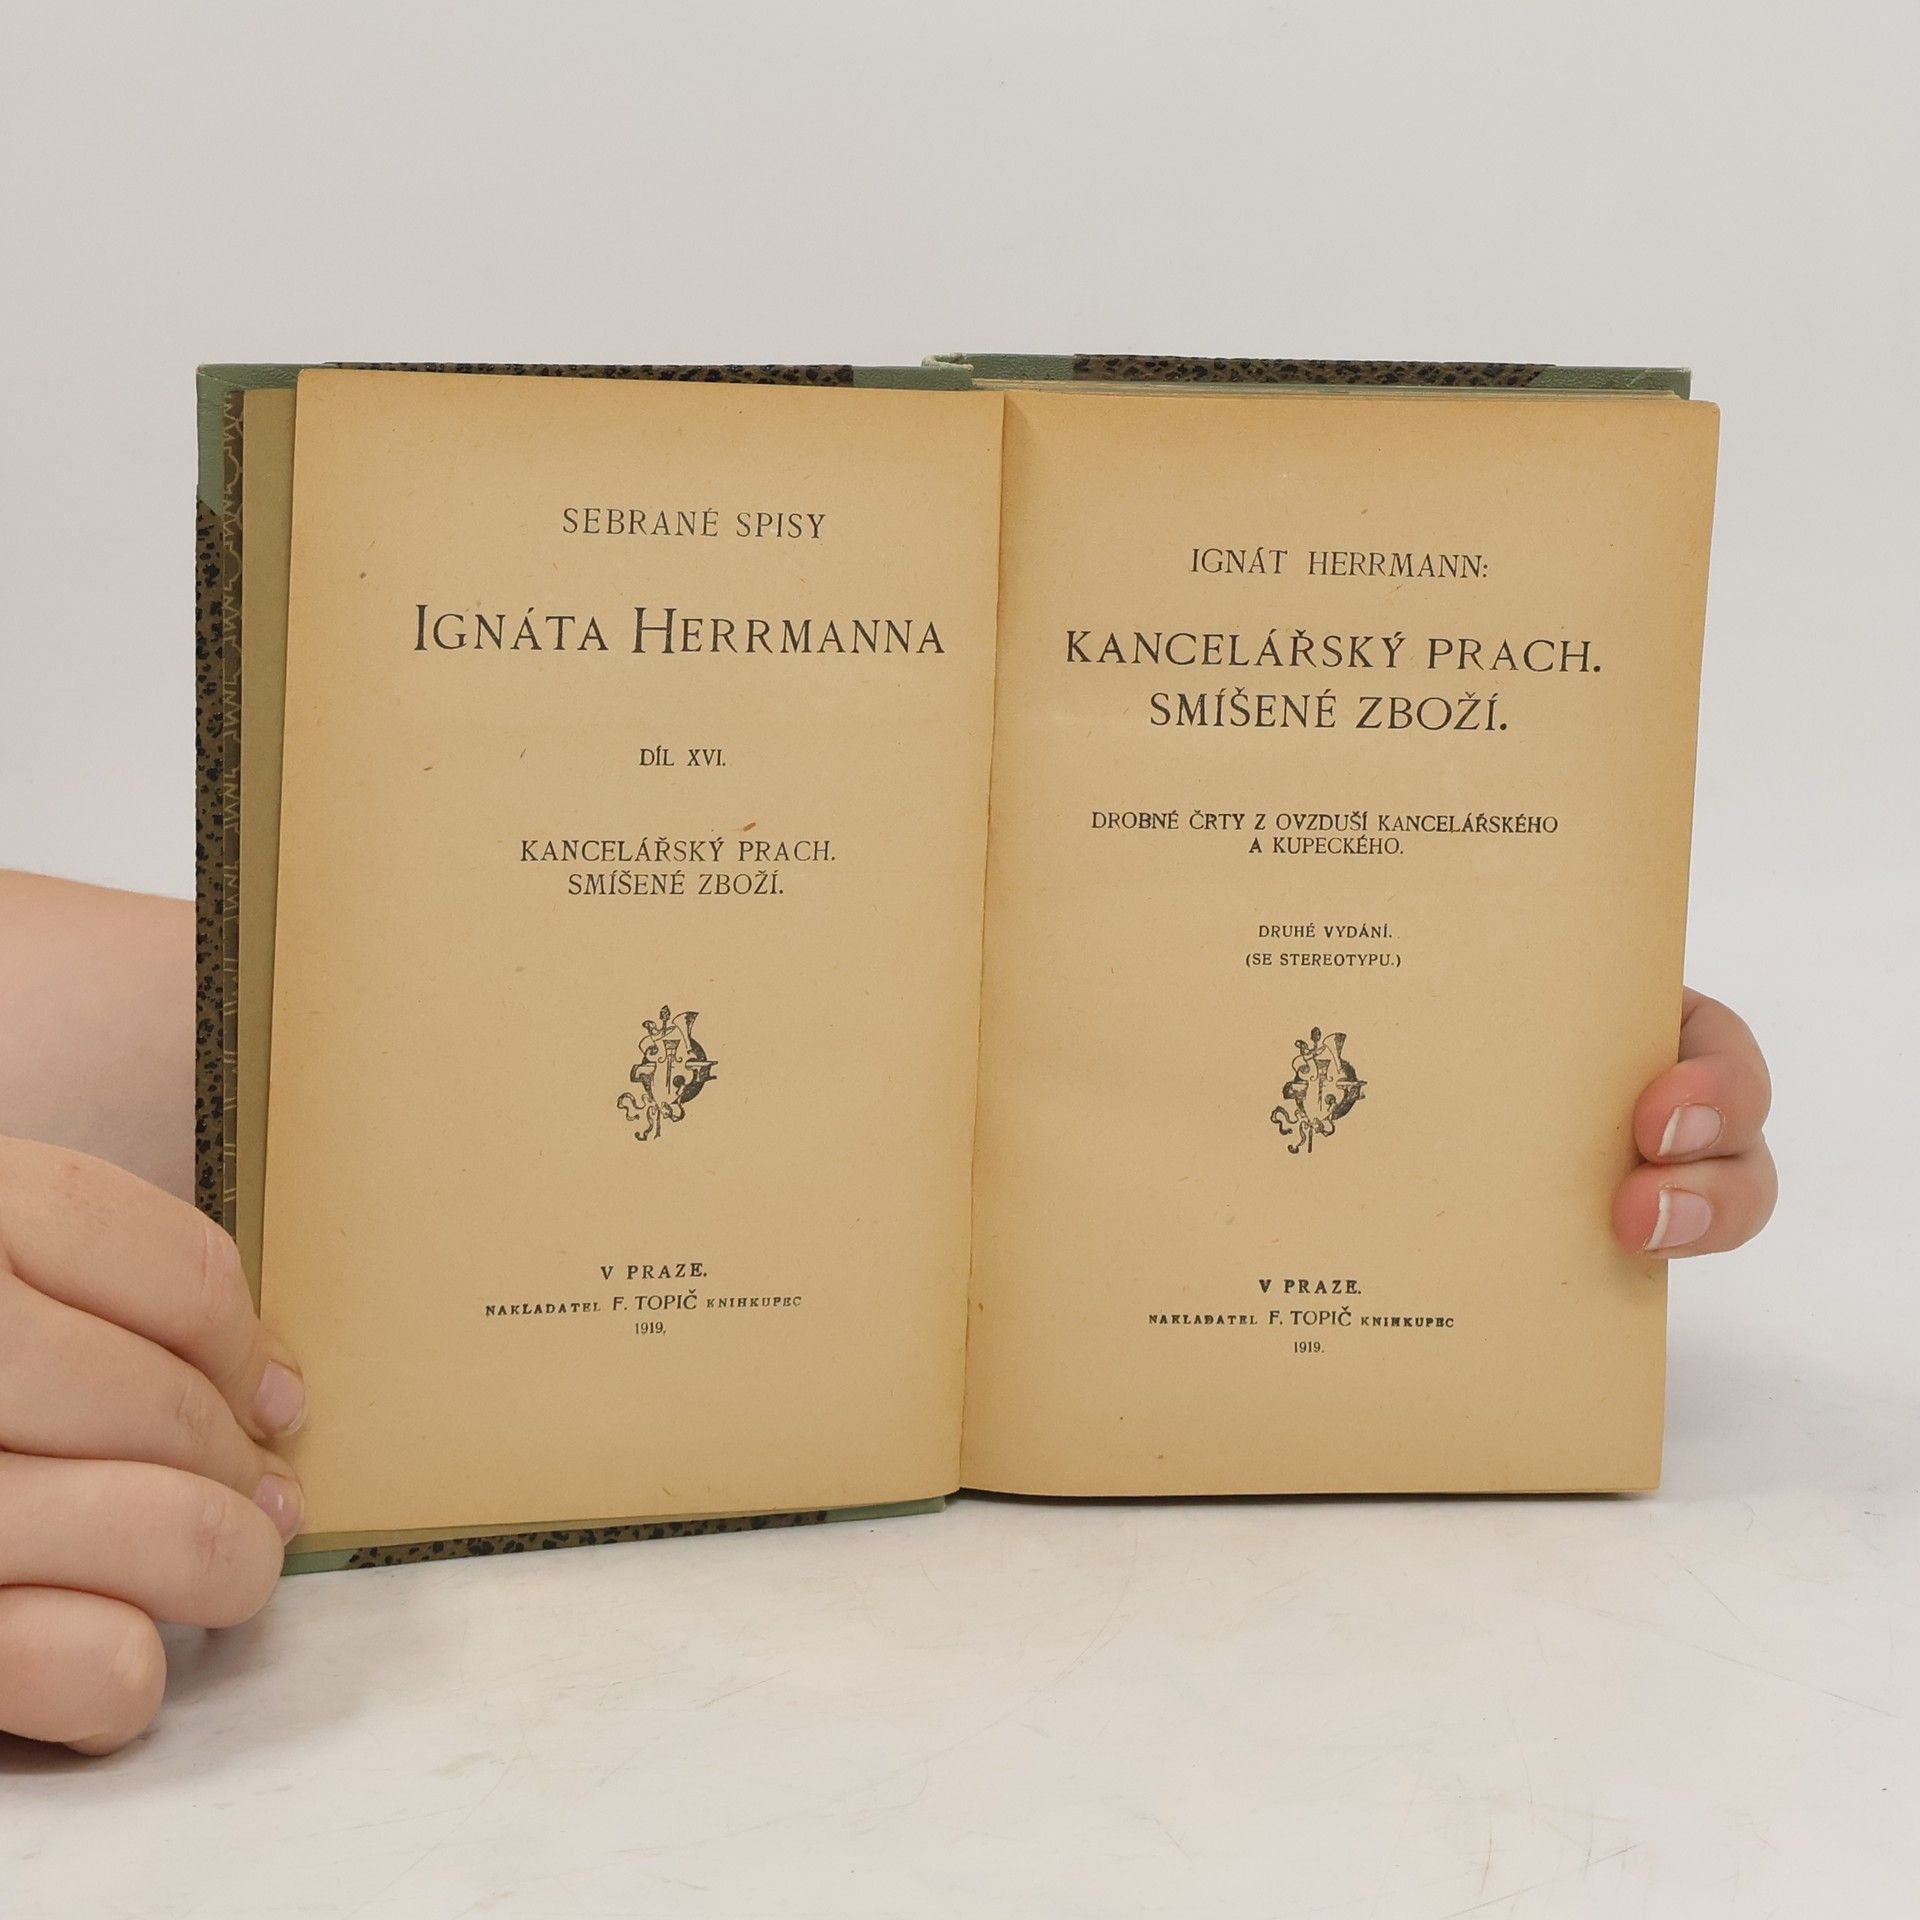 SEBRANÉ SPISY
IGNÁTA HERRMANNA
DÍL XVI.
KANCELÁŘSKÝ PRACH.
SMÍŠENÉ ZBOŽÍ.
V PRAZE.
NAKLADATEL F. TOPIČ KNIHKUPEC
1919.
IGNÁT HERRMANN:
KANCELÁŘSKÝ PRACH.
SMÍŠENÉ ZBOŽÍ.
DROBNÉ ČRTY Z OVZDUŠÍ KANCELÁŘSKÉHO
A KUPECKÉHO.
DRUHÉ VYDÁNÍ.
(SE STEREOTYPU.)
V PRAZE.
NAKLADATEL F. TOPIČ KNIHKUPEC
1919.